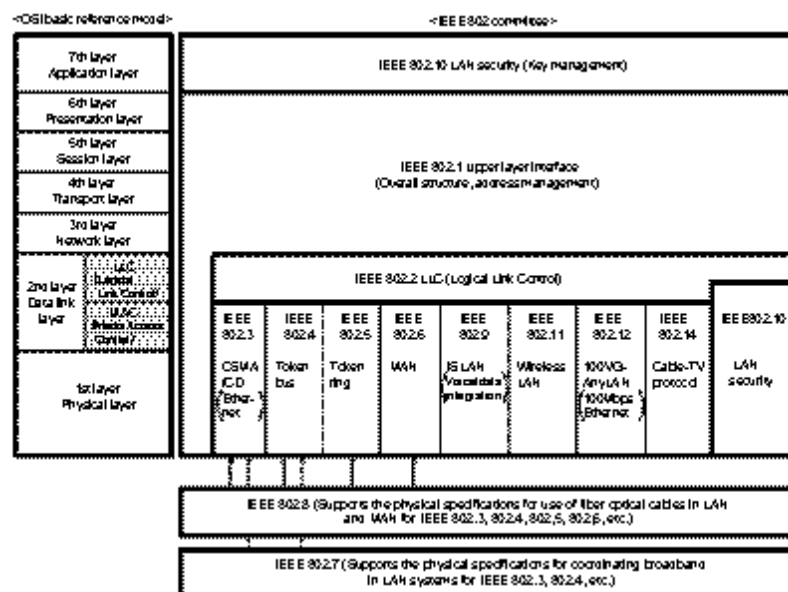 <OSI basic reference model>
<IEEE 802 committee>
7th layer
Application layer
6th layer
Presentation layer
5th layer
Session layer
4th layer
Transport layer
3rd layer
Network layer
2nd layer
Data link
layer
LLC
(Logical
Link Control)
MAC
(Media Access
Control)
1st layer
Physical layer
IEEE 802.10 LAN security (Key management)
IEEE 802.1 upper layer interface
(Overall structure, address management)
IEEE 802.2 LLC (Logical Link Control)
IEEE
802.3
CSMA
/C-D
(Ether-
net)
IEEE
802.4
Token
bus
IEEE
802.5
Token
ring
IEEE
802.6
MAN
IEEE
802.9
IS LAN
(Voice/data
integration)
IEEE
802.11
Wireless
LAN
IEEE
802.12
100VG-
AnyLAN
(100Mbps
Ethernet)
IEEE
802.14
Cable-TV
protocol
IEEE802.10
LAN
security
IEEE 802.8 (Supports the physical specifications for use of fiber optical cables in LAN
and MAN for IEEE 802.3, 802.4, 802.5, 802.6, etc.)
IEEE 802.7 (Supports the physical specifications for coordinating broadband
in LAN systems for IEEE 802.3, 802.4, etc.)